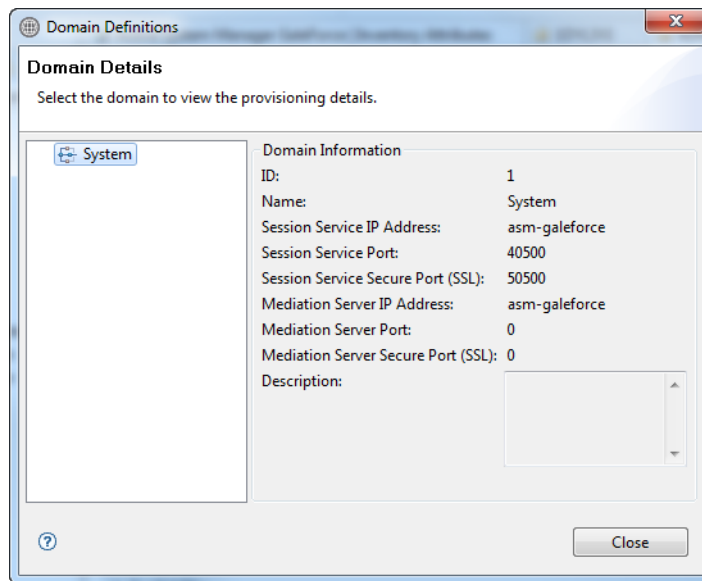 Domain Definitions
Domain Details
Select the domain to view the provisioning details.
System
Domain Information
ID: 1
Name: System
Session Service IP Address: asm-galeforce
Session Service Port: 40500
Session Service Secure Port (SSL): 50500
Mediation Server IP Address: asm-galeforce
Mediation Server Port: 0
Mediation Server Secure Port (SSL): 0
Description:
Close